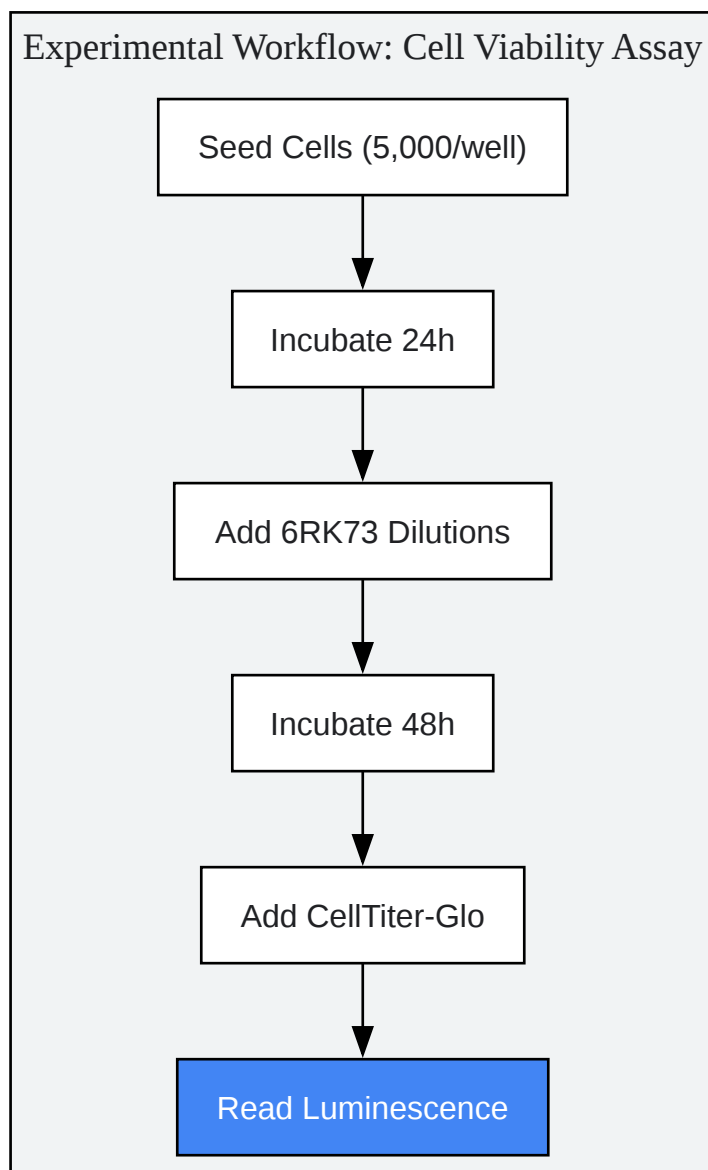 Experimental Workflow: Cell Viability Assay
Seed Cells (5,000/well)
Incubate 24h
Add 6RK73 Dilutions
Incubate 48h
Add CellTiter-Glo
Read Luminescence